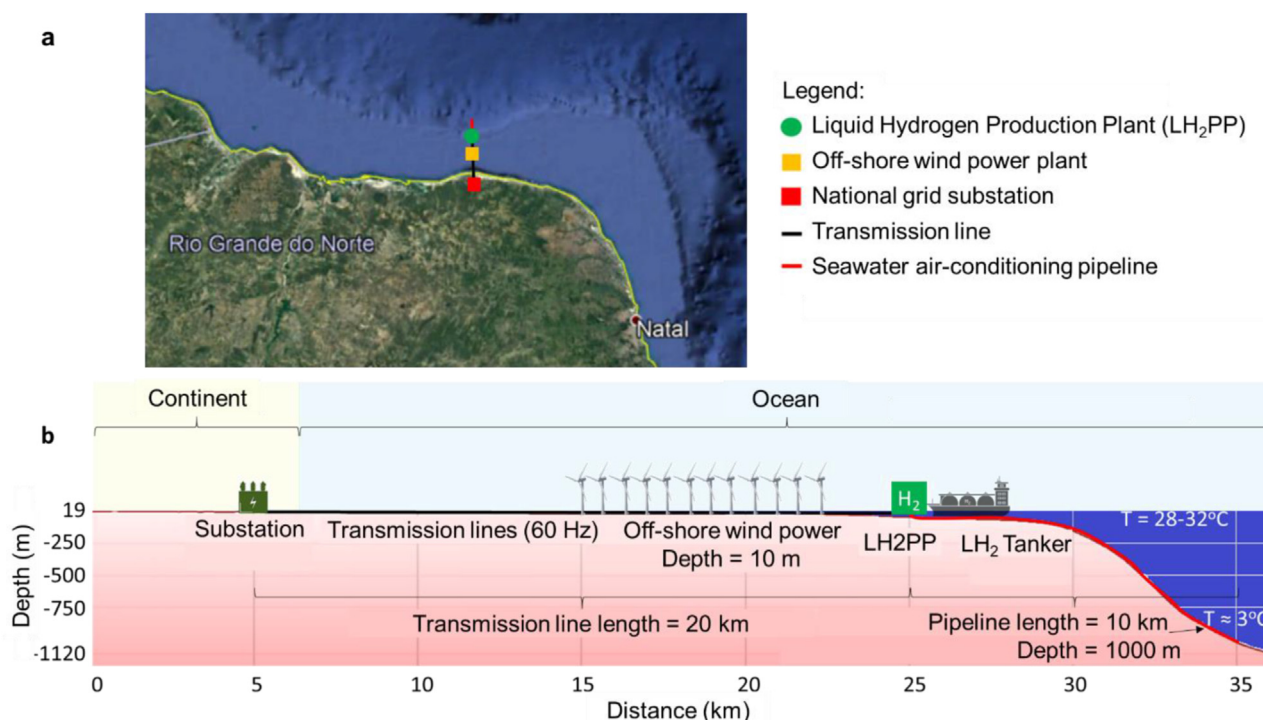 a
Rio Grande do Norte
Natal
Legend:
Liquid Hydrogen Production Plant (LH₂PP)
Off-shore wind power plant
National grid substation
Transmission line
Seawater air-conditioning pipeline
Continent
Ocean
b
H₂
Depth (m)
19
-250
-500
-750
-1120
Substation
Transmission lines (60 Hz)
Off-shore wind power
Depth = 10 m
LH2PP
LH₂ Tanker
T = 28-32ºC
Transmission line length = 20 km
Pipeline length = 10 km
Depth = 1000 m
T ≈ 3ºC
0
5
10
15
20
25
30
35
Distance (km)